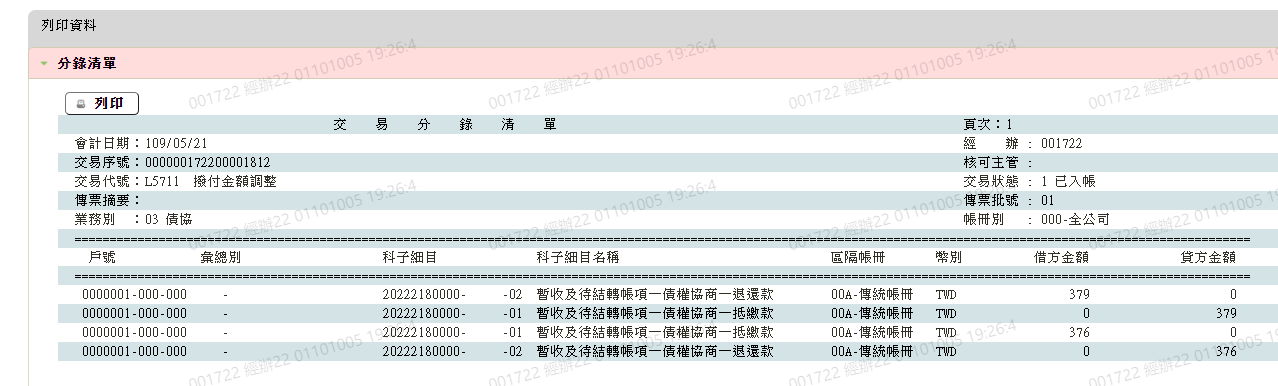 列印資料
分錄清單
列印
交 易 分 錄 清 單 頁次：1
會計日期：109/05/21 經 辦 : 001722
交易序號：000000172200001812 核可主管 :
交易代號：L5711 撥付金額調整 交易狀態 : 1 已入帳
傳票摘要： 傳票批號 : 01
業務別 ：03 債協 帳冊別 : 000-全公司
戶號 彙總別 科子細目 科子細目名稱 區隔帳冊 幣別 借方金額 貸方金額
0000001-000-000 - 20222180000- -02 暫收及待結轉帳項－債權協商－退還款 00A-傳統帳冊 TWD 379 0
0000001-000-000 - 20222180000- -01 暫收及待結轉帳項－債權協商－抵繳款 00A-傳統帳冊 TWD 0 379
0000001-000-000 - 20222180000- -01 暫收及待結轉帳項－債權協商－抵繳款 00A-傳統帳冊 TWD 376 0
0000001-000-000 - 20222180000- -02 暫收及待結轉帳項－債權協商－退還款 00A-傳統帳冊 TWD 0 376
001722 經辦22 01101005 19:26:4